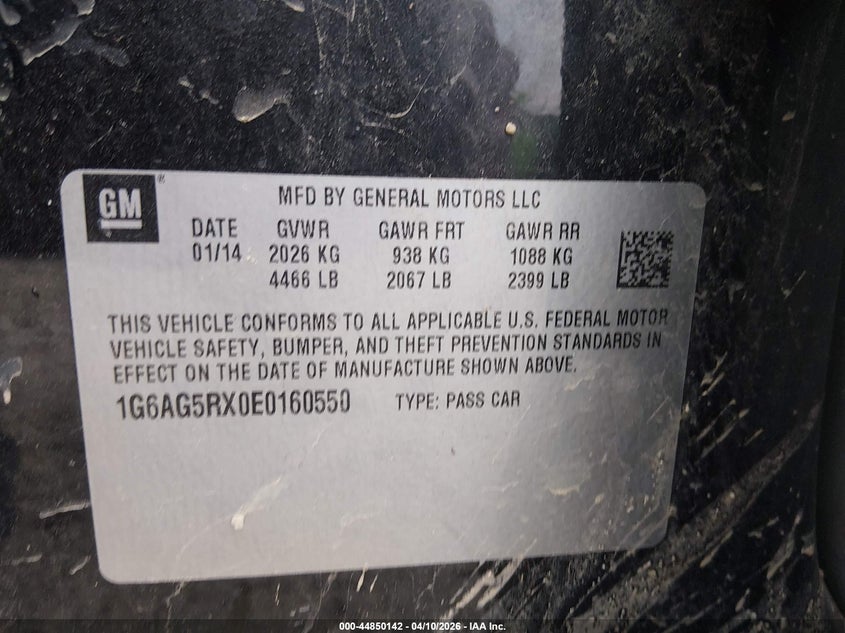 GM
MFD BY GENERAL MOTORS LLC
DATE GVWR GAWR FRT GAWR RR
01/14 2026 KG 938 KG 1088 KG
4466 LB 2067 LB 2399 LB
THIS VEHICLE CONFORMS TO ALL APPLICABLE U.S. FEDERAL MOTOR
VEHICLE SAFETY, BUMPER, AND THEFT PREVENTION STANDARDS IN
EFFECT ON THE DATE OF MANUFACTURE SHOWN ABOVE.
1G6AG5RX0E0160550 TYPE: PASS CAR
000-44850142 - 04/10/2026 - IAA Inc.